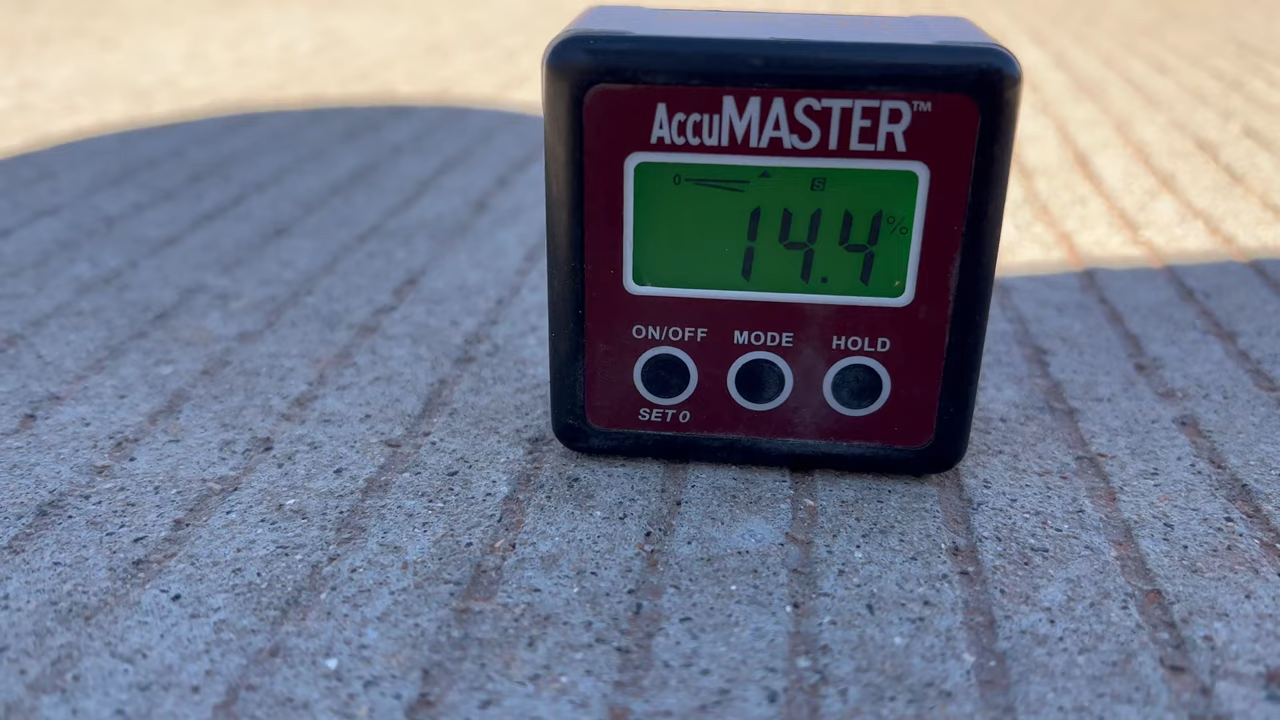 AccuMASTER™
0 S
14.4%
ON/OFF MODE HOLD
SET 0